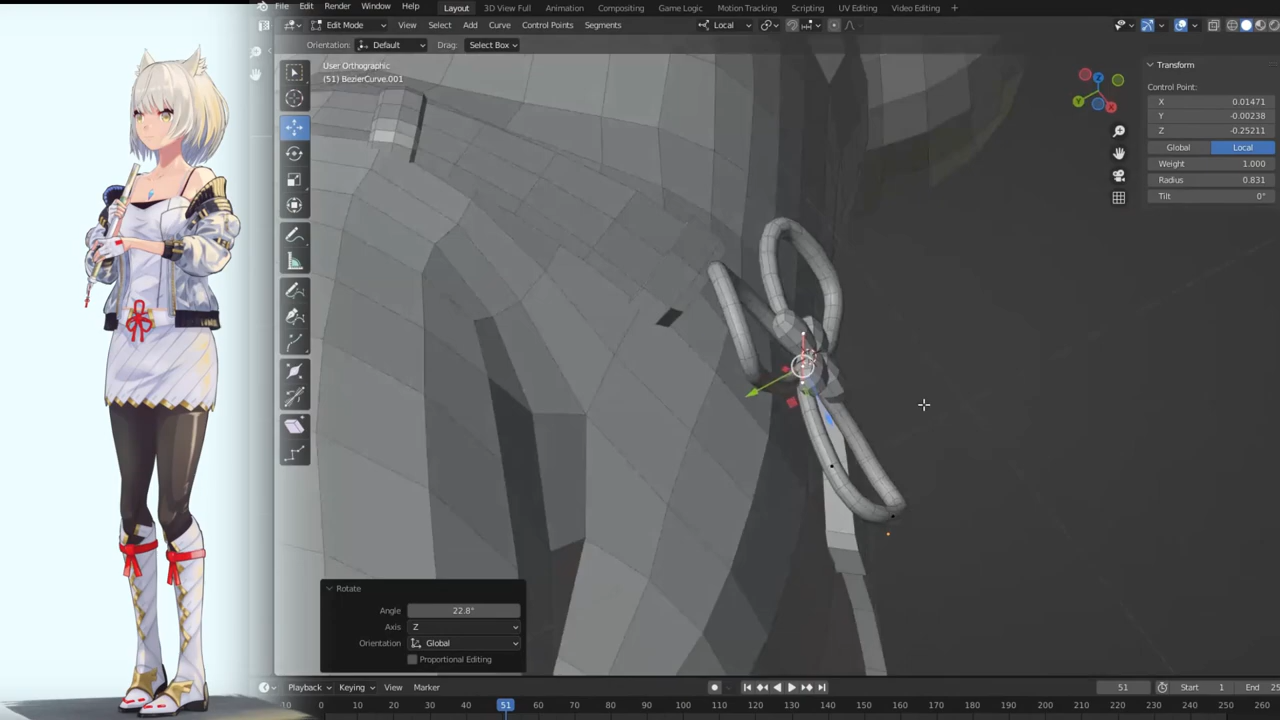 File Edit Render Window Help Layout 3D View Full Animation Compositing Game Logic Motion Tracking Scripting UV Editing Video Editing +
Edit Mode View Select Add Curve Control Points Segments Local
Orientation: Default Drag: Select Box
User Orthographic
(51) BezierCurve.001
Transform
Control Point:
X 0.01471
Y -0.00238
Z -0.25211
Global Local
Weight 1.000
Radius 0.831
Tilt 0°
Z
Y
X
Rotate
Angle 22.8°
Axis Z
Orientation Global
Proportional Editing
Playback Keying View Marker 51 Start 1 End 25
10 0 10 20 30 40 51 60 70 80 90 100 110 120 130 140 150 160 170 180 190 200 210 220 230 240 250 260